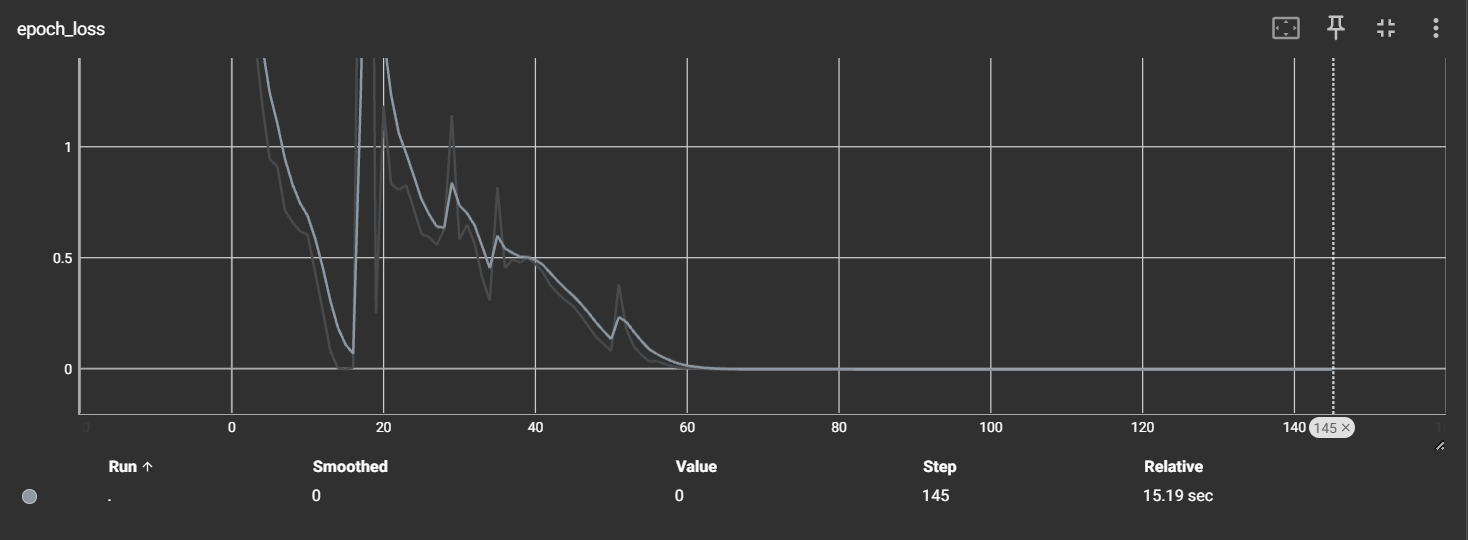 epoch_loss
1
0.5
0
0 20 40 60 80 100 120 140 145 ×
Run ↑ Smoothed Value Step Relative
. 0 0 145 15.19 sec